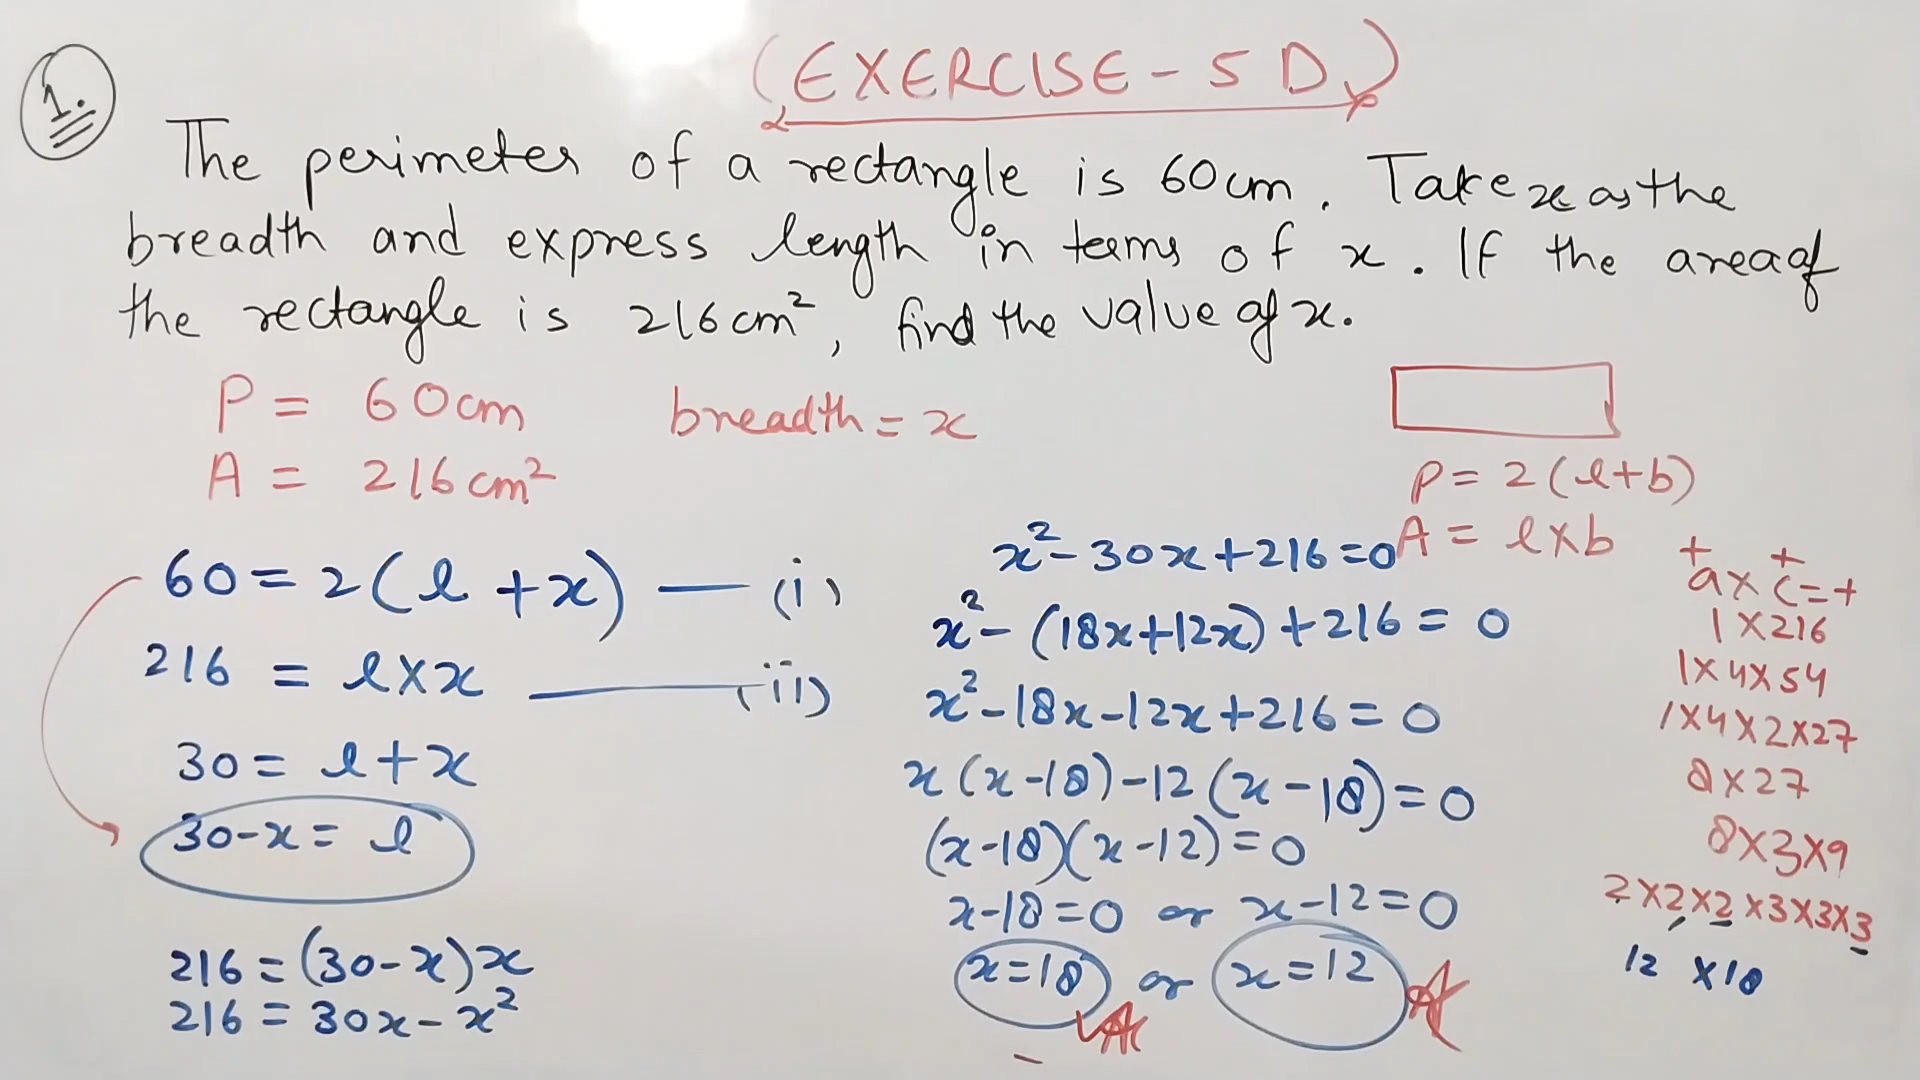 (EXERCISE - 5 D)
1.
The perimeter of a rectangle is 60cm. Take x as the
breadth and express length in terms of x. If the area of
the rectangle is 216 cm², find the value of x.
P = 60cm
breadth = x
A = 216 cm²
P = 2(l+b)
A = l×b
60 = 2(l+x) — (i)
216 = l×x — (ii)
30 = l+x
30-x = l
216 = (30-x)x
216 = 30x - x²
x² - 30x + 216 = 0
x² - (18x+12x) + 216 = 0
x² - 18x - 12x + 216 = 0
x(x-18) - 12(x-18) = 0
(x-18)(x-12) = 0
x-18 = 0 or x-12 = 0
x = 18 or x = 12
+ +
a × c = +
1 × 216
1 × 4 × 54
1 × 4 × 2 × 27
8 × 27
8 × 3 × 9
2 × 2 × 2 × 3 × 3 × 3
12 × 18